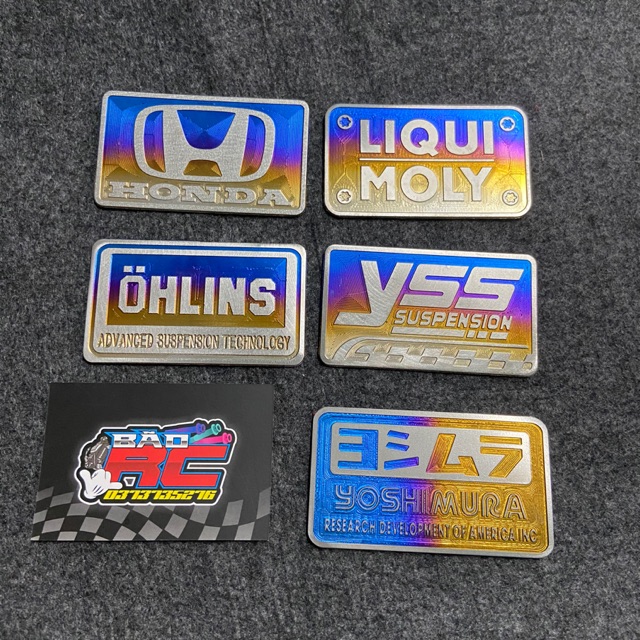 HONDA
LIQUI
MOLY
ÖHLINS
ADVANCED SUSPENSION TECHNOLOGY
YSS
SUSPENSION
BẢO
RC
0373735276
ヨシムラ
YOSHIMURA
RESEARCH DEVELOPMENT OF AMERICA INC